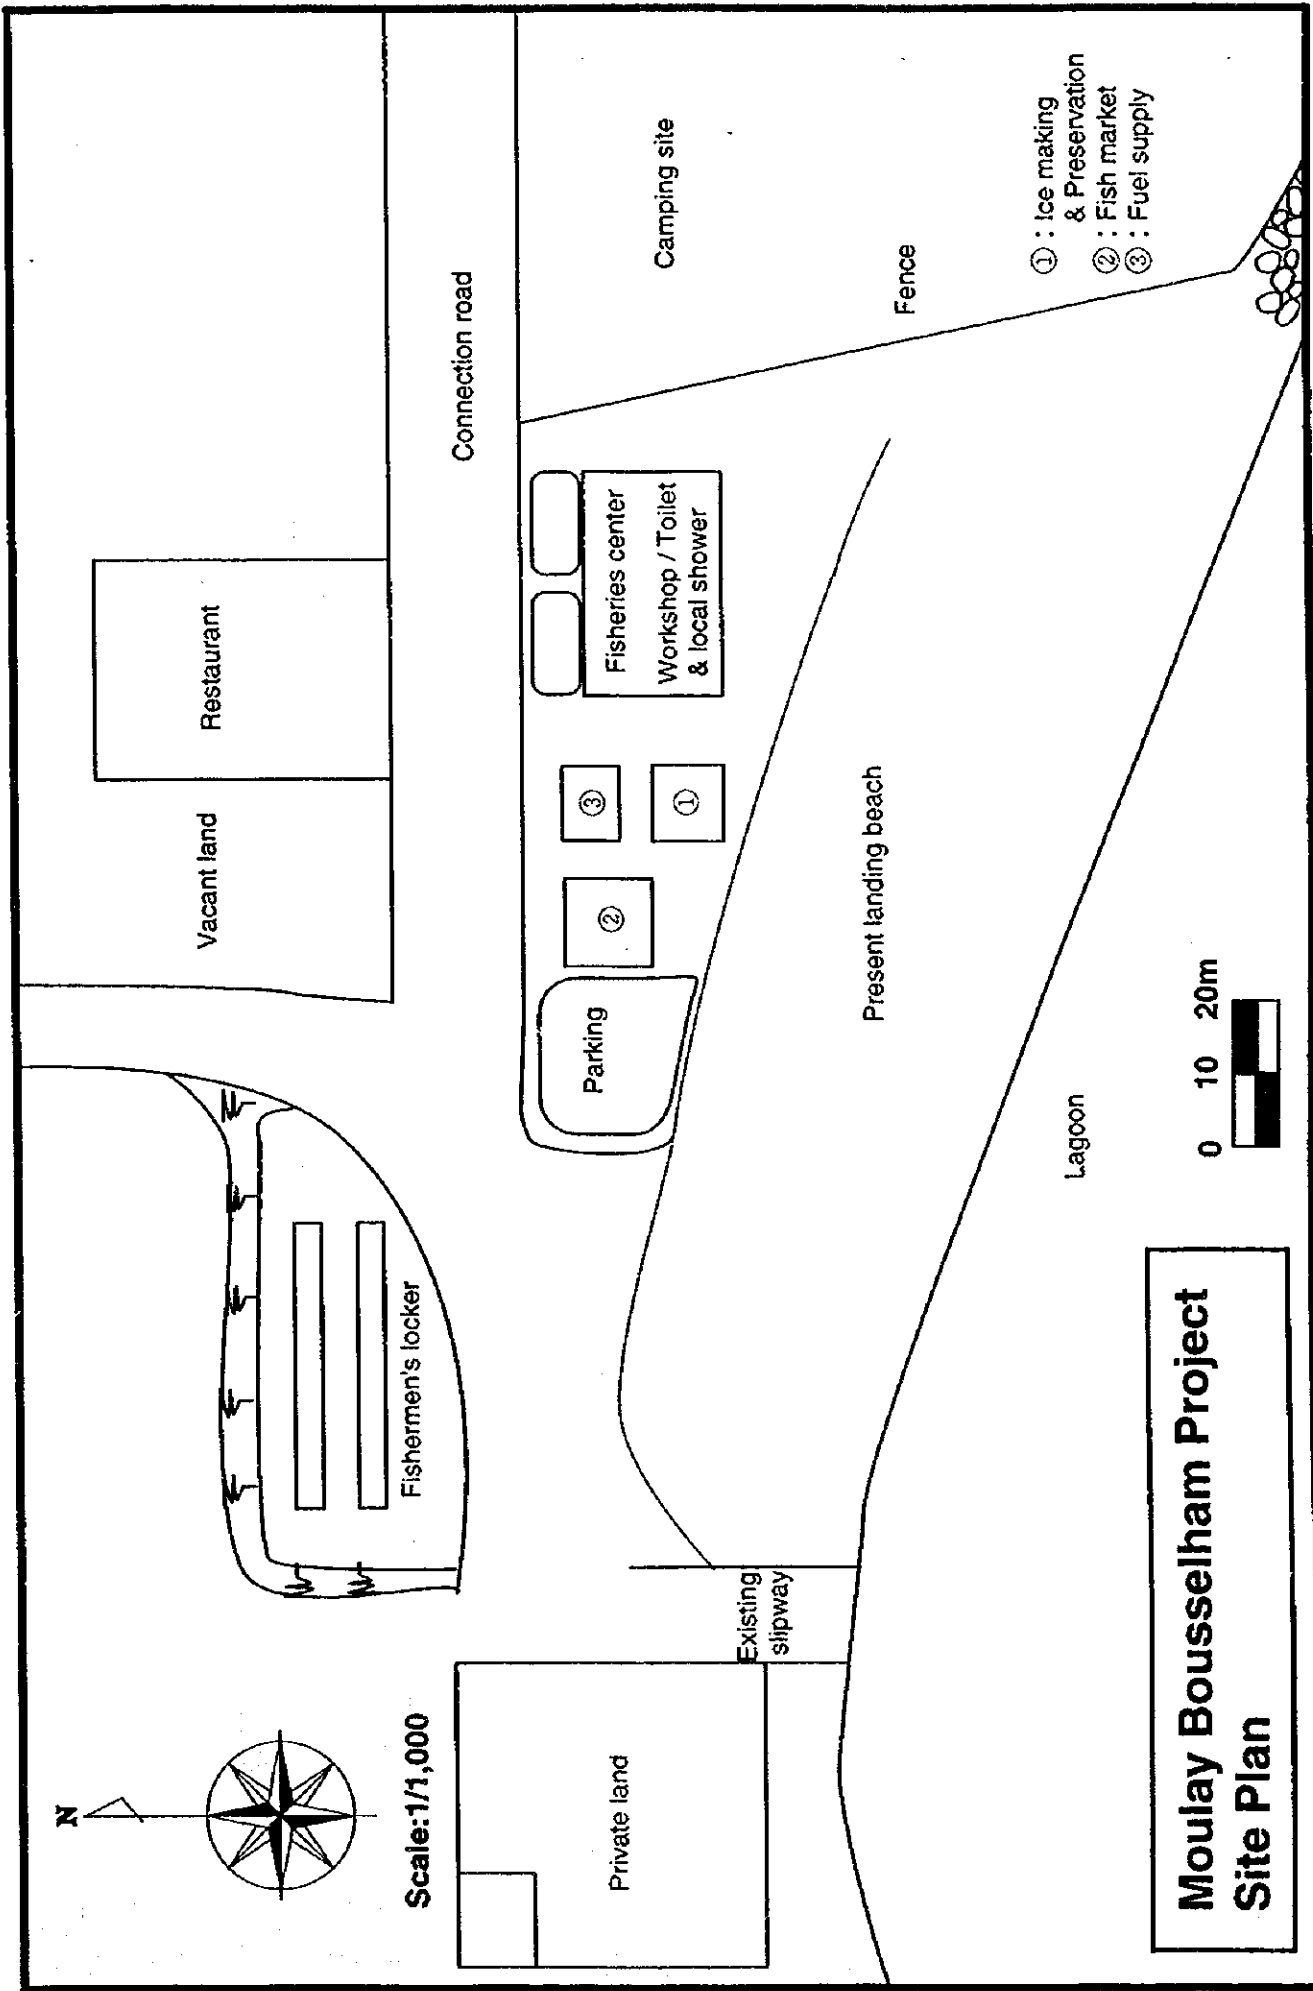 N
Scale:1/1,000
Vacant land
Restaurant
Fishermen's locker
Connection road
Private land
Existing
slipway
Parking
②
③
①
Fisheries center
Workshop / Toilet
& local shower
Camping site
Present landing beach
Fence
Lagoon
① : Ice making
& Preservation
② : Fish market
③ : Fuel supply
0 10 20m
Moulay Bousselham Project
Site Plan